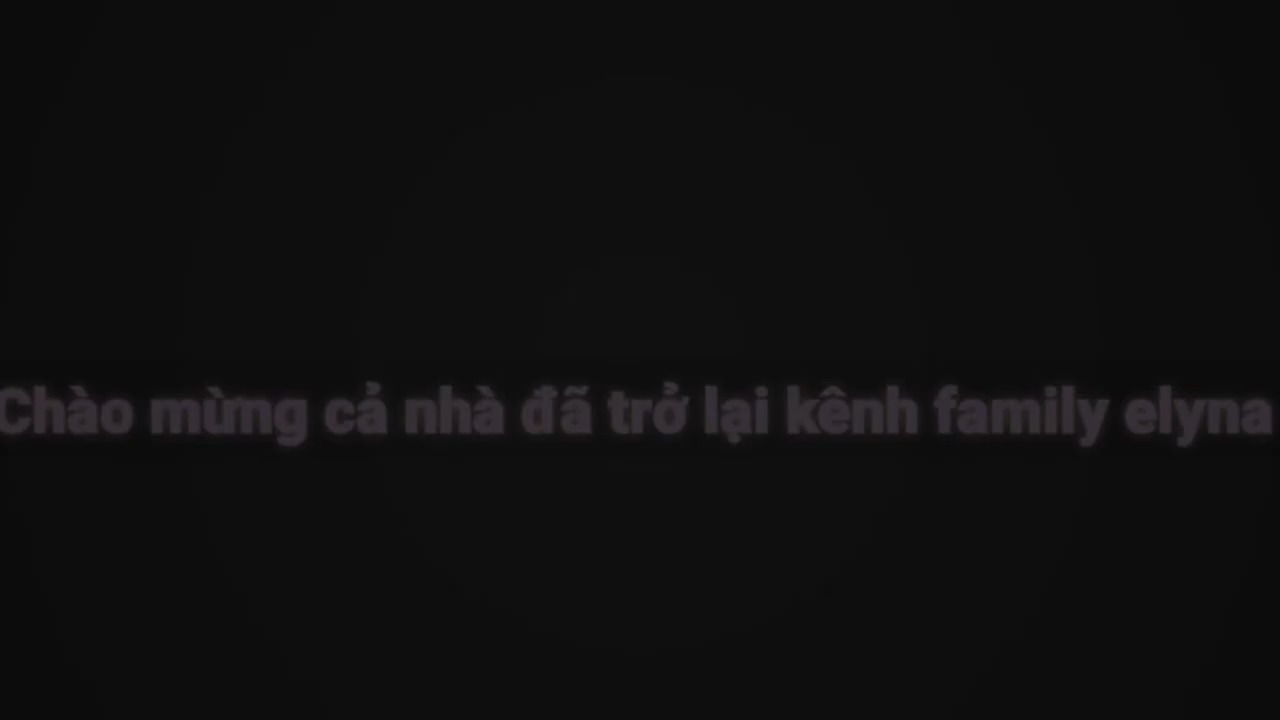 Chào mừng cả nhà đã trở lại kênh family elyna